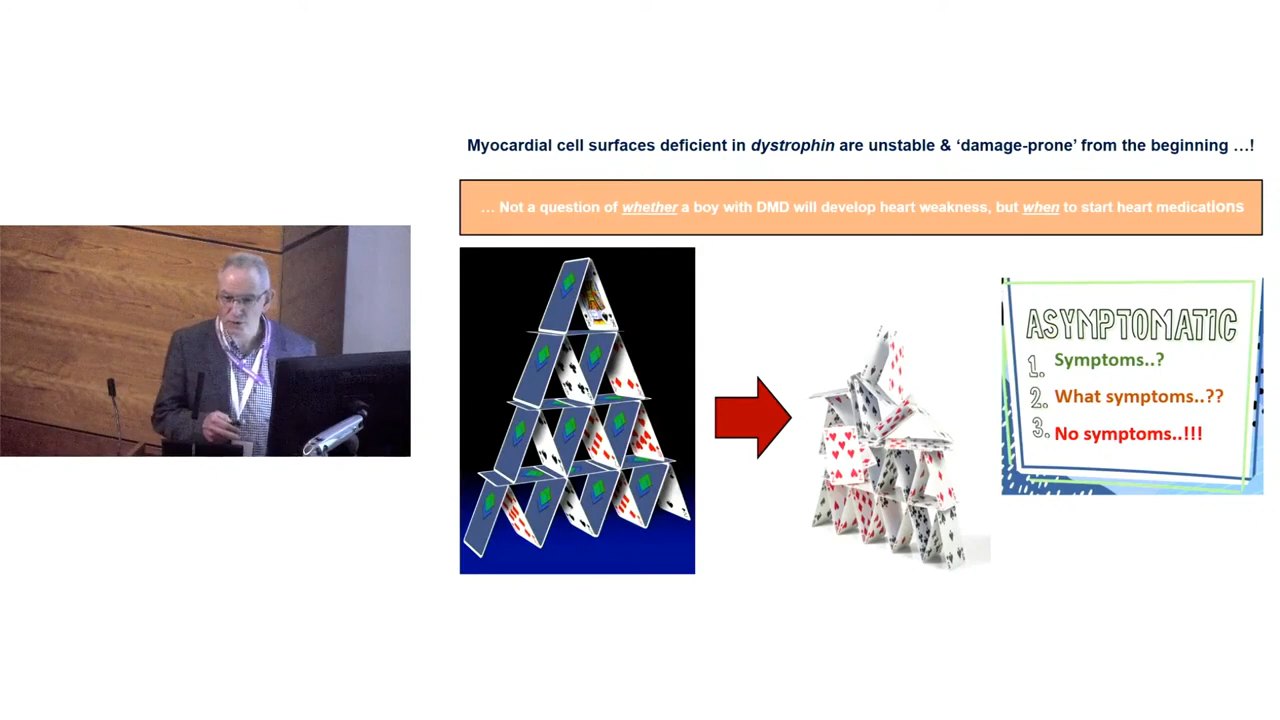 Myocardial cell surfaces deficient in dystrophin are unstable & ‘damage-prone’ from the beginning …!
… Not a question of whether a boy with DMD will develop heart weakness, but when to start heart medications
ASYMPTOMATIC
1. Symptoms..?
2. What symptoms..??
3. No symptoms..!!!